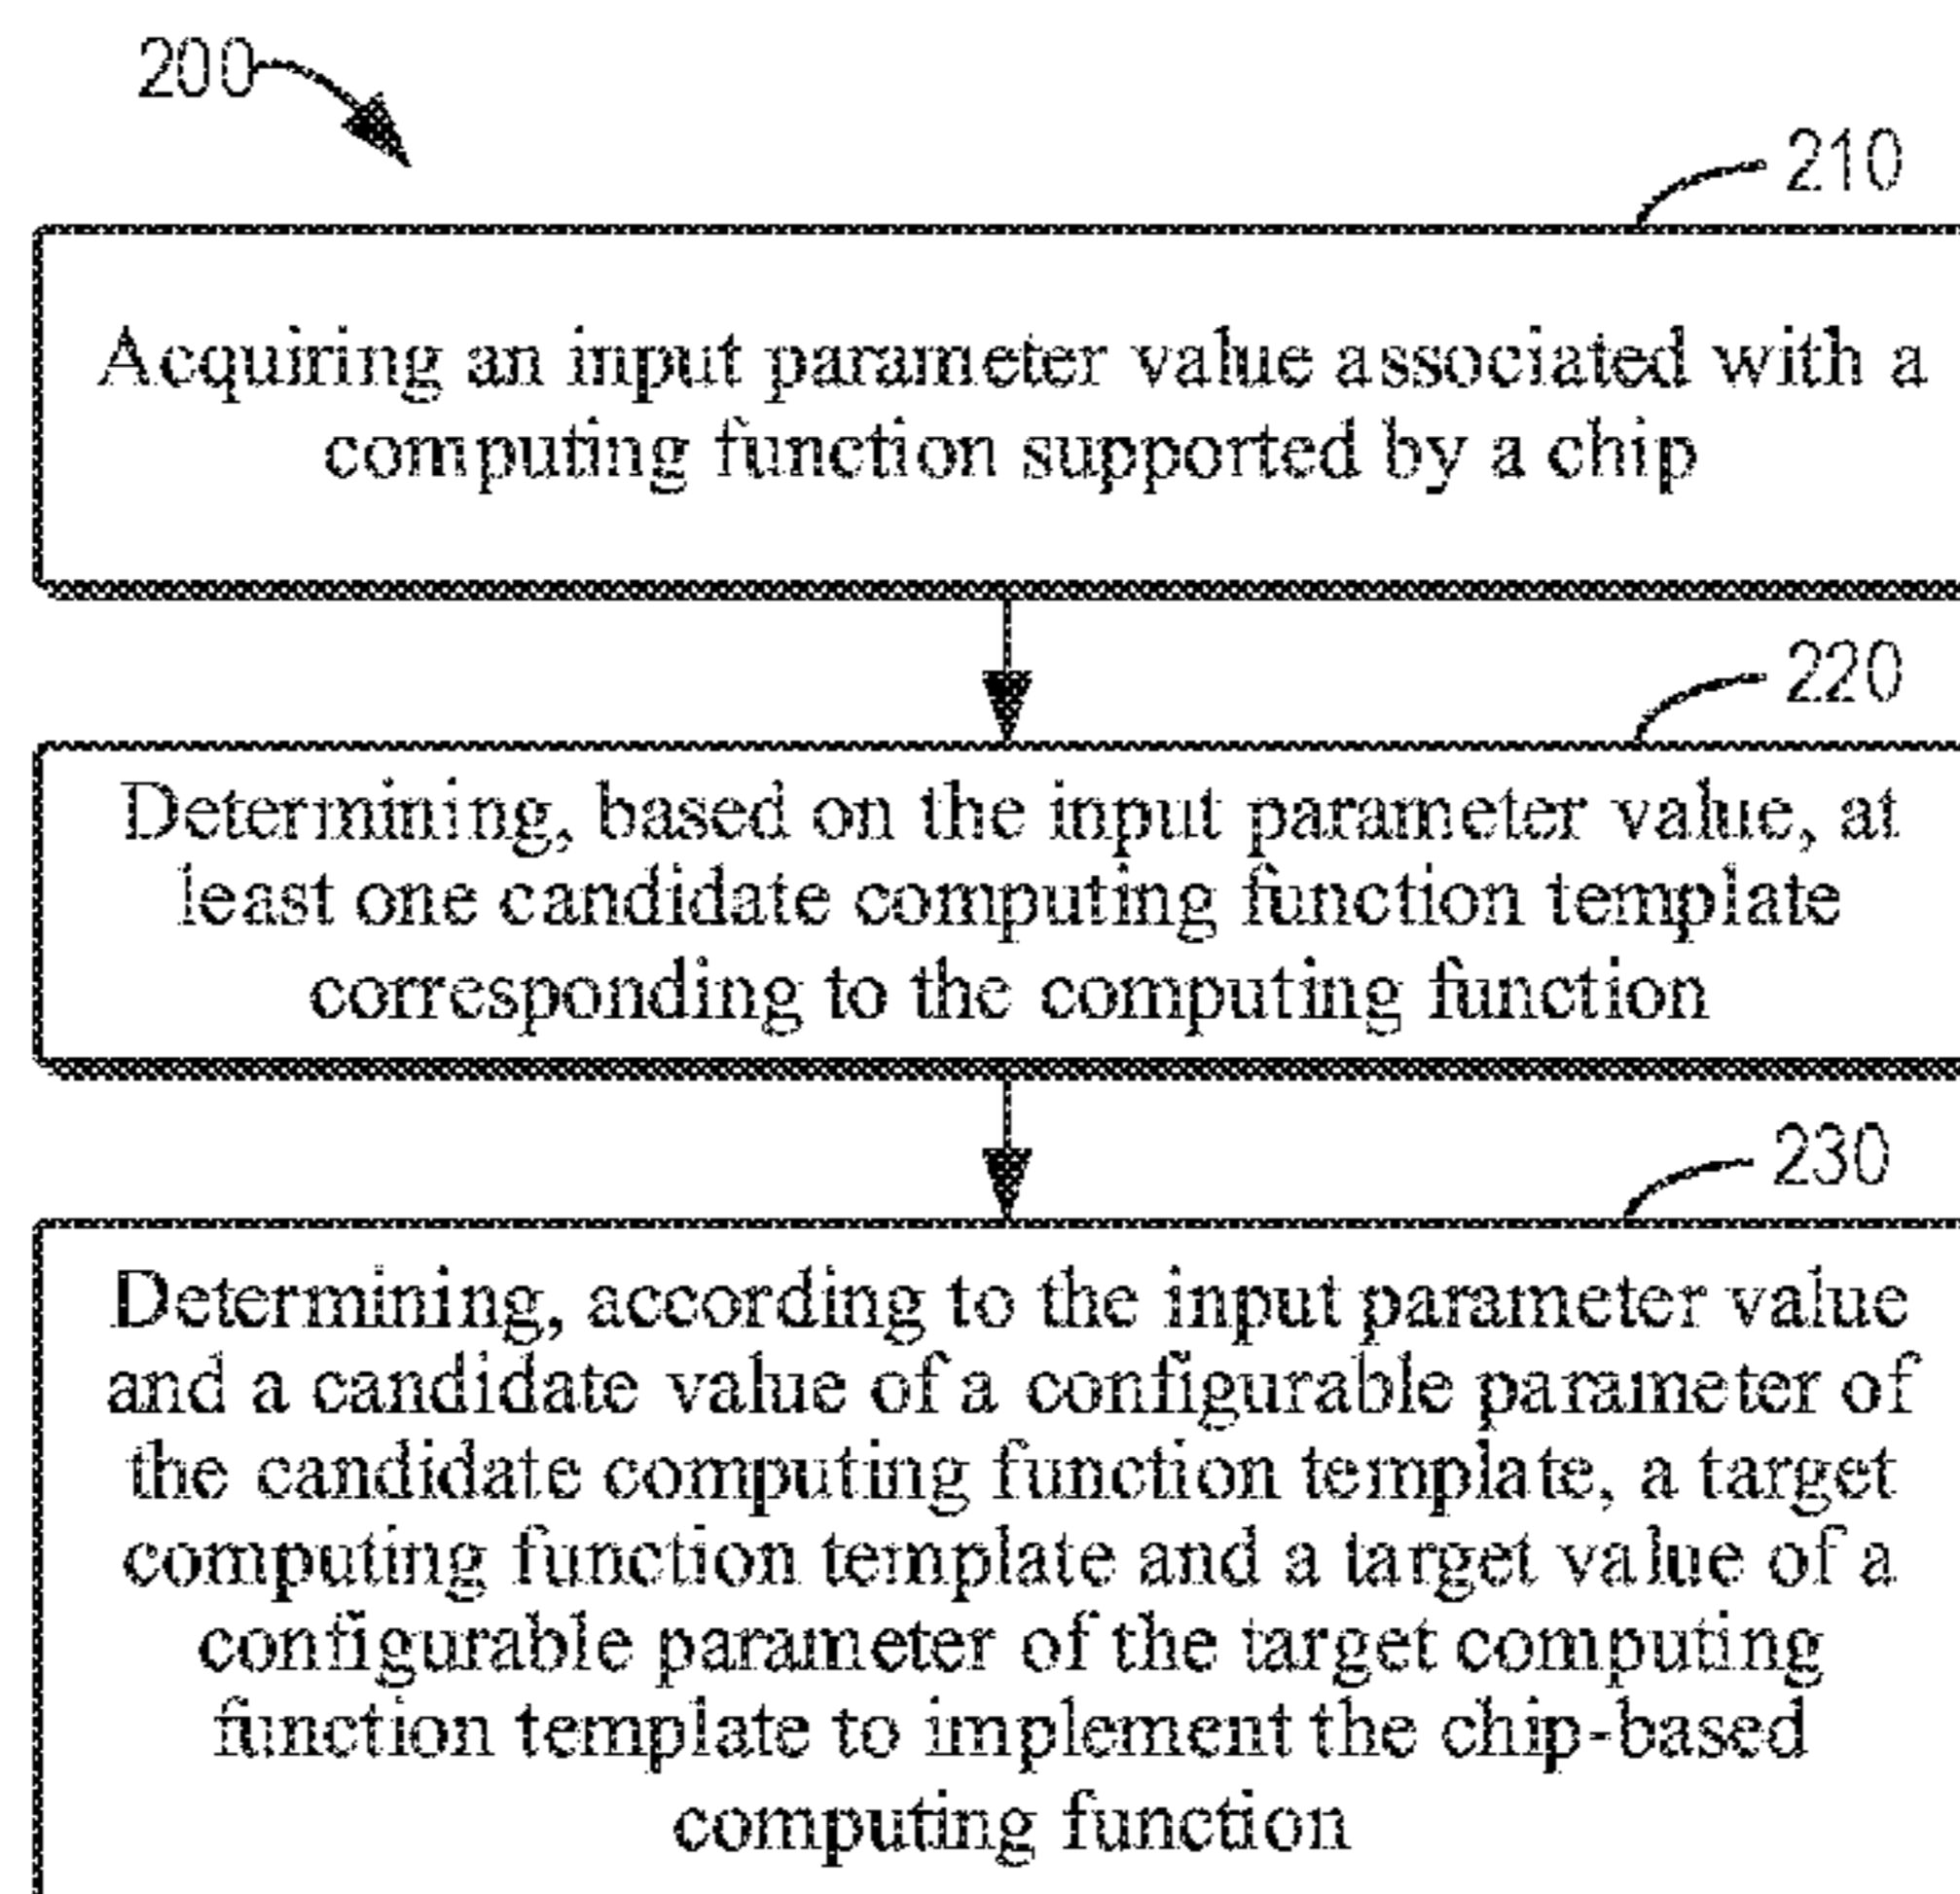 200
210
Acquiring an input parameter value associated with a
computing function supported by a chip
220
Determining, based on the input parameter value, at
least one candidate computing function template
corresponding to the computing function
230
Determining, according to the input parameter value
and a candidate value of a configurable parameter of
the candidate computing function template, a target
computing function template and a target value of a
configurable parameter of the target computing
function template to implement the chip-based
computing function